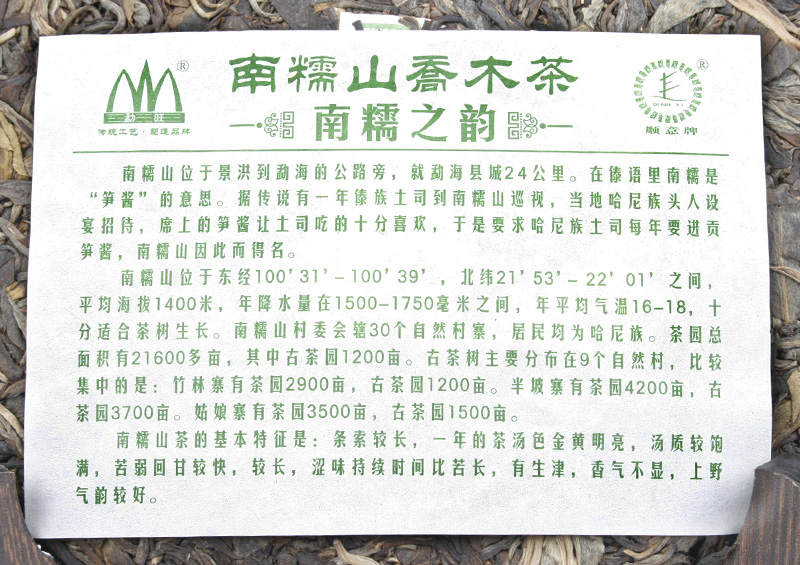 南糯山喬木茶
南糯之韵
勐旺
传统工艺·塑造品牌
®
®
SHUN YI
顺意牌
南糯山位于景洪到勐海的公路旁，就勐海县城24公里。在傣语里南糯是
“笋酱”的意思。据传说有一年傣族土司到南糯山巡视，当地哈尼族头人设
宴招待，席上的笋酱让土司吃的十分喜欢，于是要求哈尼族土司每年要进贡
笋酱，南糯山因此而得名。
南糯山位于东经100'31'-100'39'，北纬21'53'-22'01'之间，
平均海拔1400米，年降水量在1500-1750毫米之间，年平均气温16-18，十
分适合茶树生长。南糯山村委会辖30个自然村寨，居民均为哈尼族。茶园总
面积有21600多亩，其中古茶园1200亩。古茶树主要分布在9个自然村，比较
集中的是：竹林寨有茶园2900亩，古茶园1200亩。半坡寨有茶园4200亩，古
茶园3700亩。姑娘寨有茶园3500亩，古茶园1500亩。
南糯山茶的基本特征是：条索较长，一年的茶汤色金黄明亮，汤质较饱
满，苦弱回甘较快，较长，涩味持续时间比苦长，有生津，香气不显，上野
气韵较好。